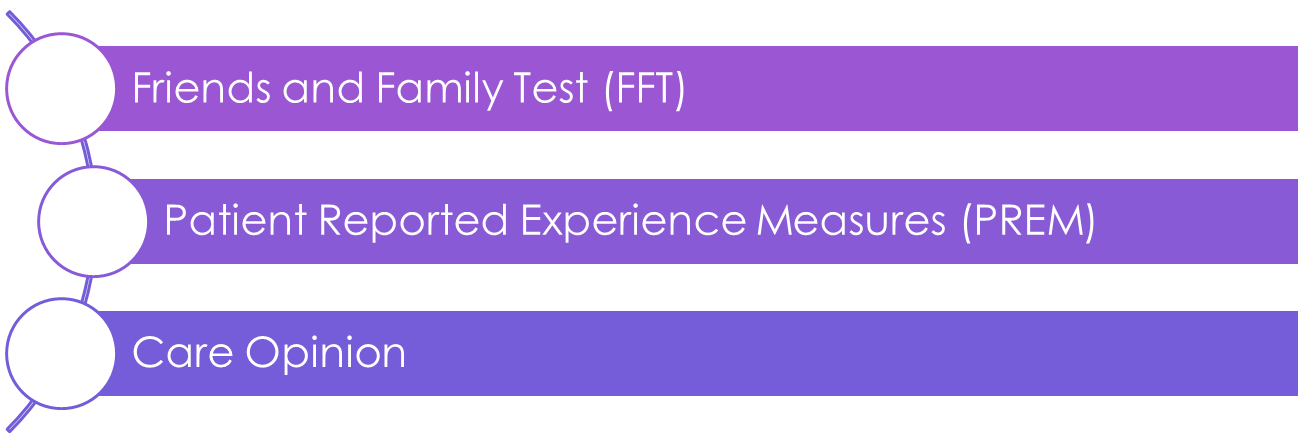 Friends and Family Test (FFT)
Patient Reported Experience Measures (PREM)
Care Opinion